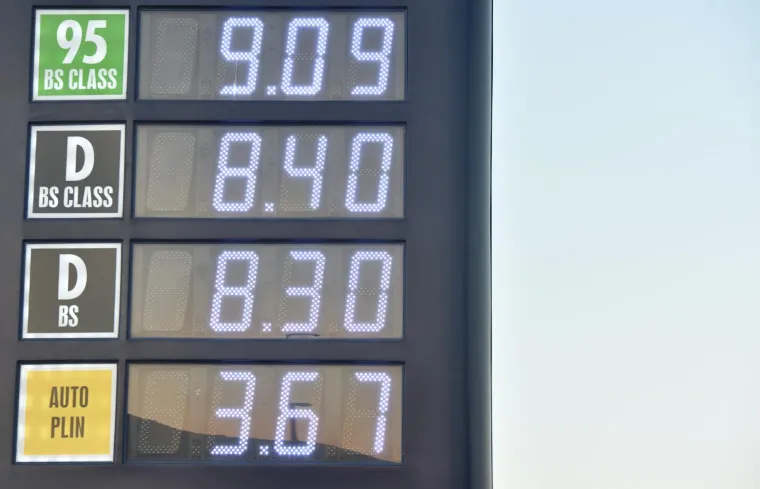 95
BS CLASS
9.09
D
BS CLASS
8.40
D
BS
8.30
AUTO
PLIN
3.67